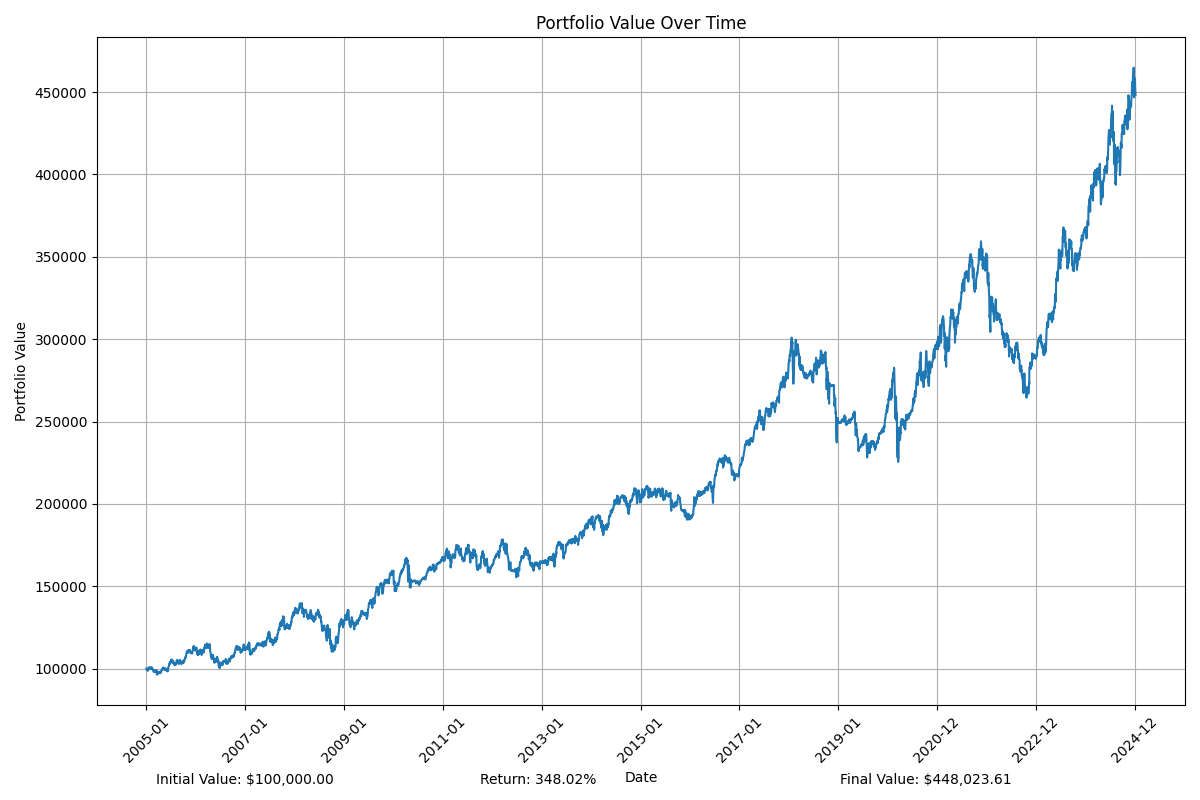 Portfolio Value Over Time
450000
400000
350000
300000
250000
200000
150000
100000
Portfolio Value
2005-01 2007-01 2009-01 2011-01 2013-01 2015-01 2017-01 2019-01 2020-12 2022-12 2024-12
Date
Initial Value: $100,000.00 Return: 348.02% Final Value: $448,023.61